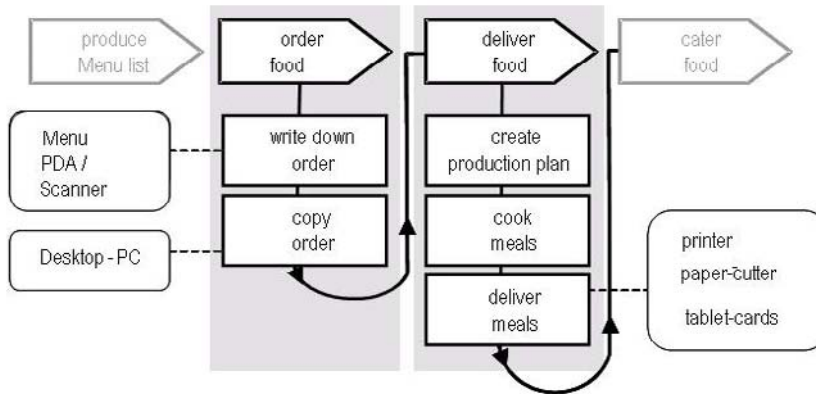 produce
Menu list
order
food
deliver
food
cater
food
Menu
PDA /
Scanner
write down
order
create
production plan
Desktop - PC
copy
order
cook
meals
deliver
meals
printer
paper-cutter
tablet-cards